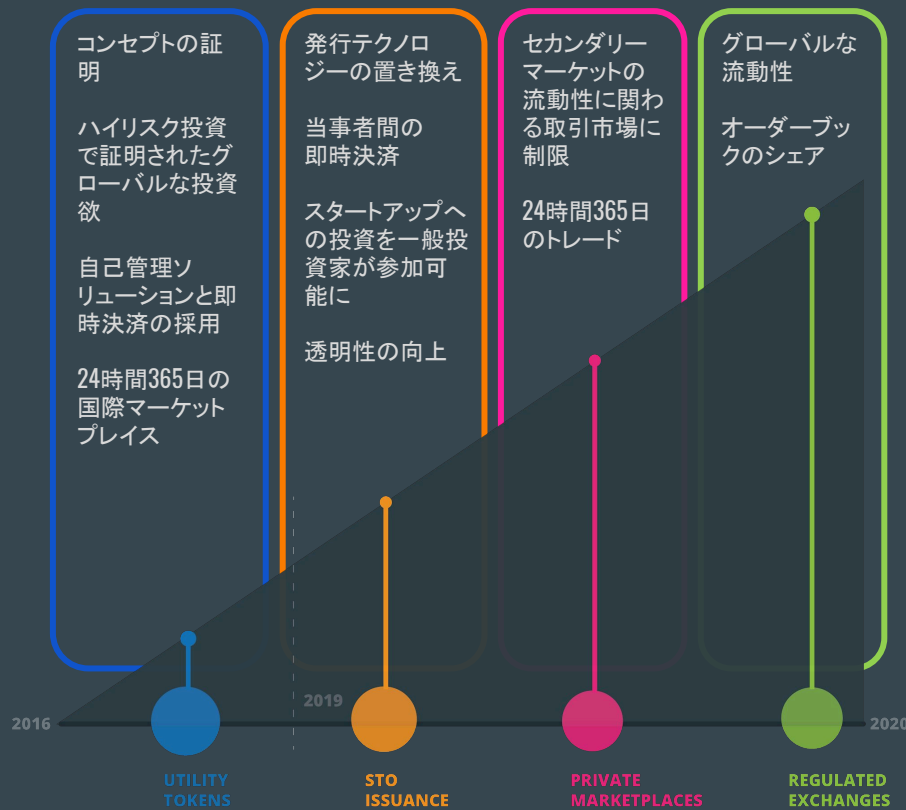 コンセプトの証
明
ハイリスク投資
で証明されたグ
ローバルな投資
欲
自己管理ソ
リューションと即
時決済の採用
24時間365日の
国際マーケット
プレイス
発行テクノロ
ジーの置き換え
当事者間の
即時決済
スタートアップへ
の投資を一般投
資家が参加可
能に
透明性の向上
セカンダリー
マーケットの
流動性に関わ
る取引市場に
制限
24時間365日
のトレード
グローバルな
流動性
オーダーブッ
クのシェア
2016
2019
2020
UTILITY
TOKENS
STO
ISSUANCE
PRIVATE
MARKETPLACES
REGULATED
EXCHANGES